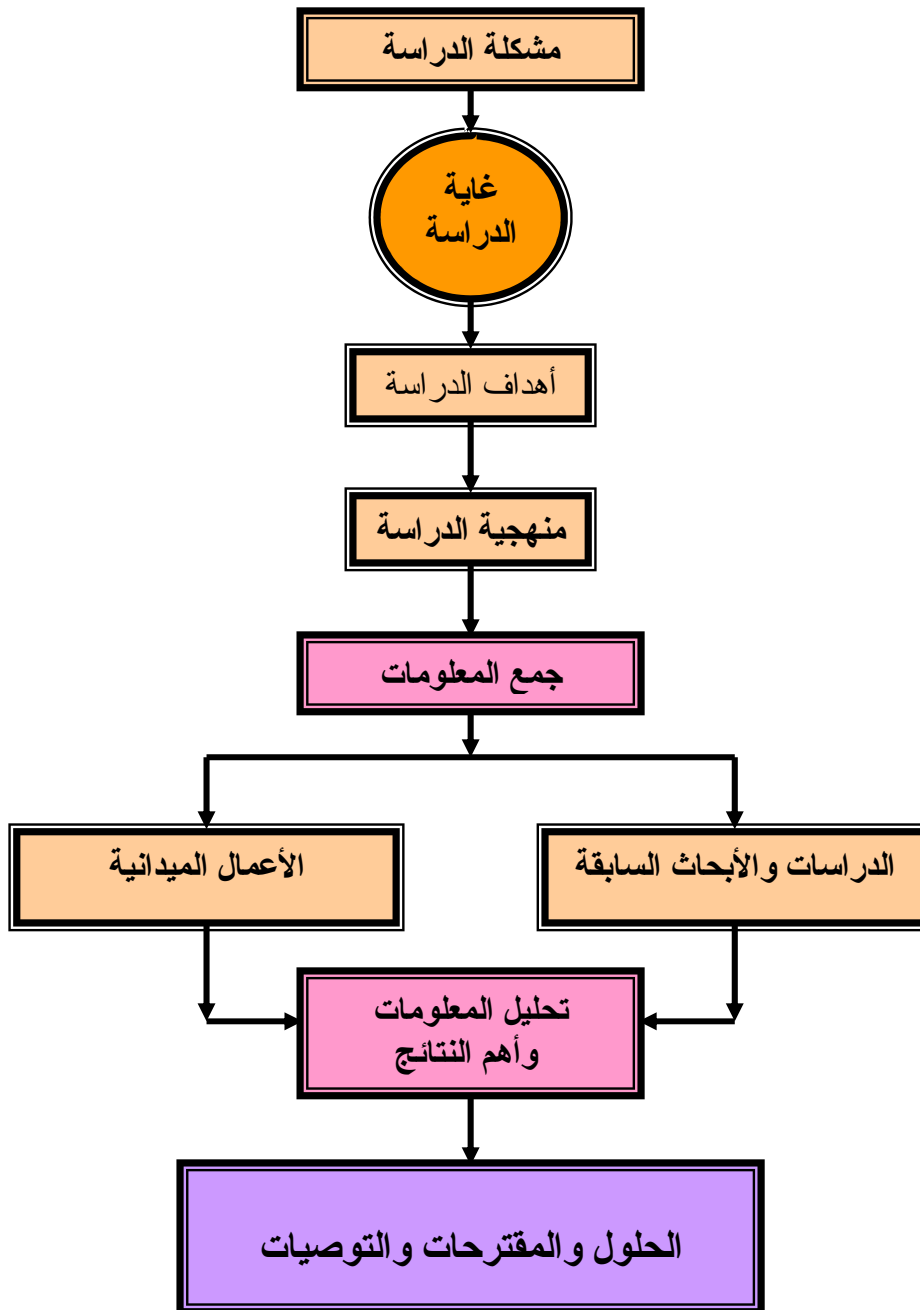 مشكلة الدراسة
غاية
الدراسة
أهداف الدراسة
منهجية الدراسة
جمع المعلومات
الدراسات والأبحاث السابقة
الأعمال الميدانية
تحليل المعلومات
وأهم النتائج
الحلول والمقترحات والتوصيات